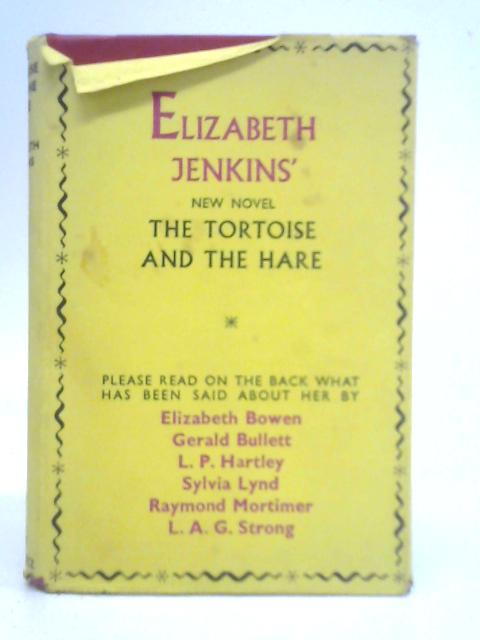 ELIZABETH
JENKINS'
NEW NOVEL
THE TORTOISE
AND THE HARE
*
PLEASE READ ON THE BACK WHAT
HAS BEEN SAID ABOUT HER BY
Elizabeth Bowen
Gerald Bullett
L. P. Hartley
Sylvia Lynd
Raymond Mortimer
L. A. G. Strong